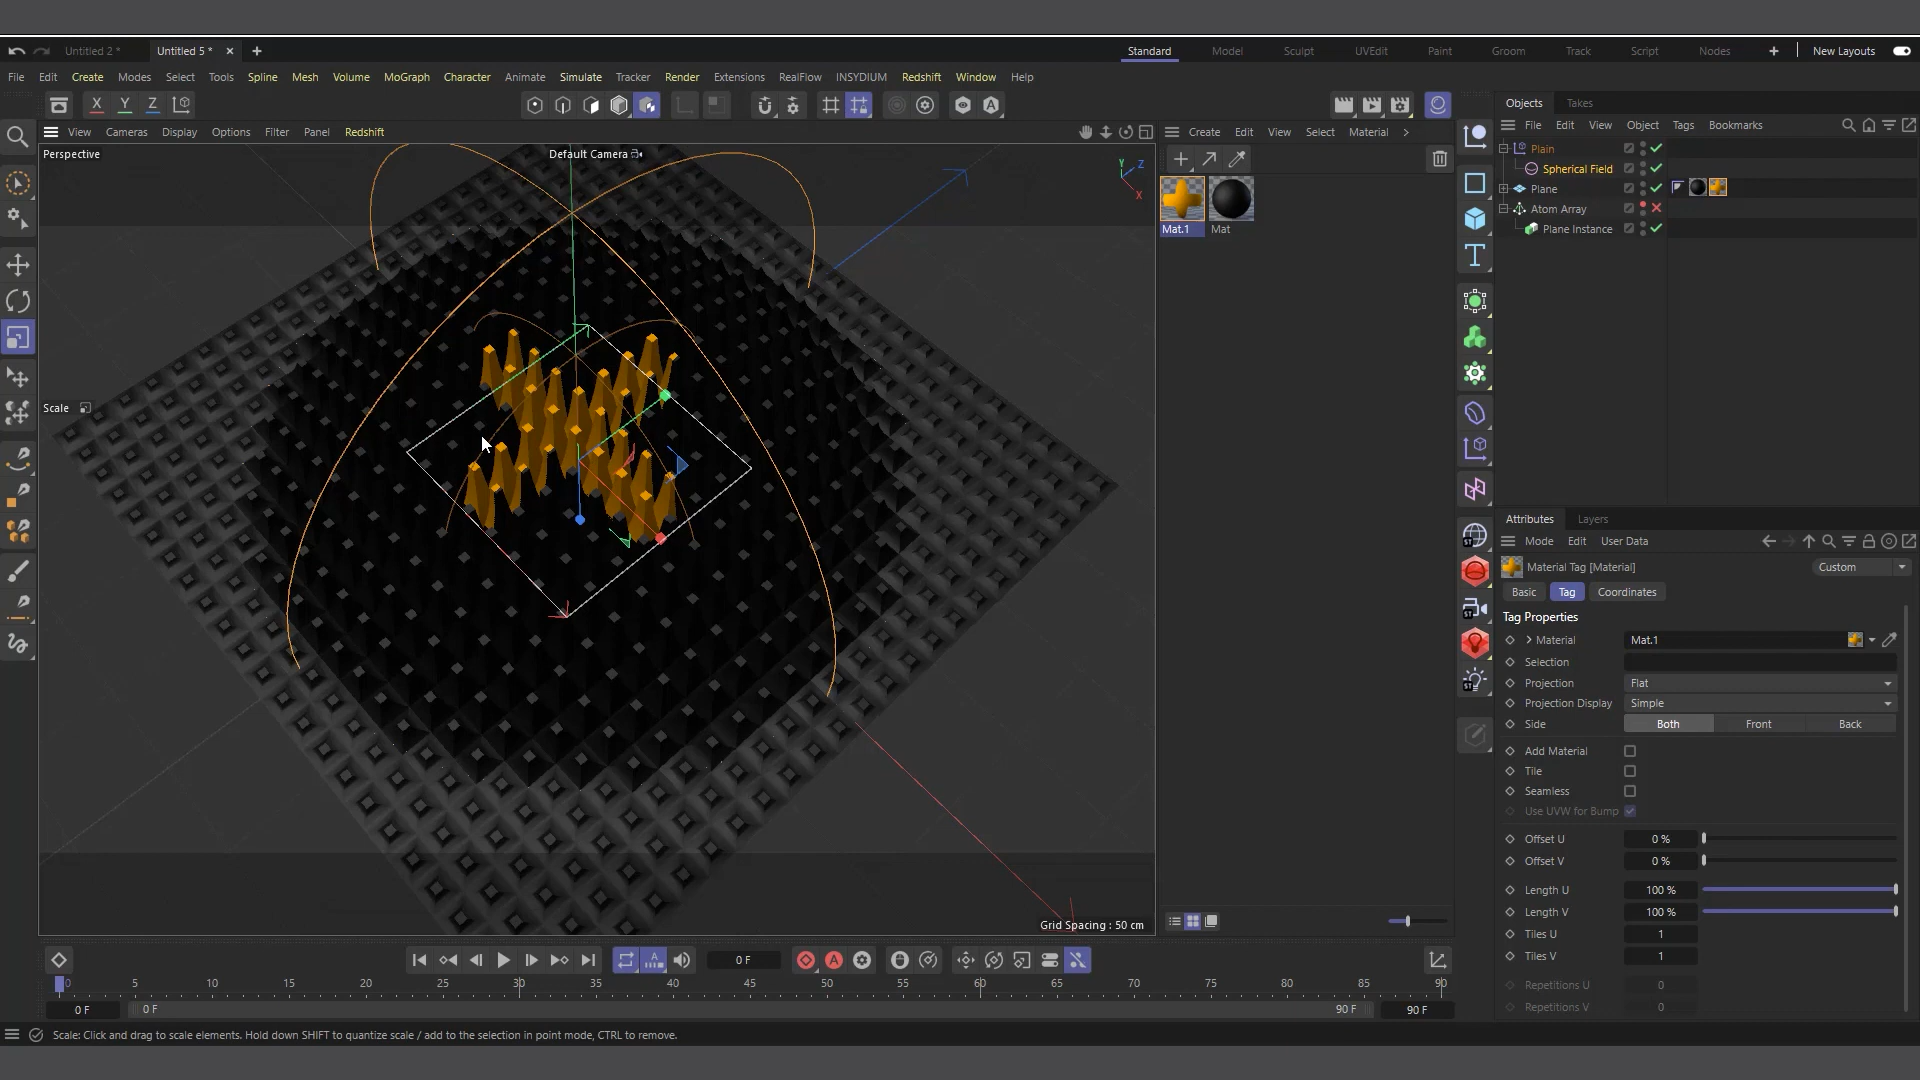 Untitled 2 *
Untitled 5 *
Standard Model Sculpt UVEdit Paint Groom Track Script Nodes New Layouts
File Edit Create Modes Select Tools Spline Mesh Volume MoGraph Character Animate Simulate Tracker Render Extensions RealFlow INSYDIUM Redshift Window Help
X Y Z
Objects Takes
View Cameras Display Options Filter Panel Redshift
Create Edit View Select Material
File Edit View Object Tags Bookmarks
Perspective
Default Camera
Y
Z
X
Plain
Spherical Field
Plane
Atom Array
Plane Instance
Mat.1
Mat
Scale
Attributes Layers
Mode Edit User Data
Material Tag [Material]
Custom
Basic Tag Coordinates
Tag Properties
Material Mat.1
Selection
Projection Flat
Projection Display Simple
Side Both Front Back
Add Material
Tile
Seamless
Use UVW for Bump
Offset U 0 %
Offset V 0 %
Length U 100 %
Length V 100 %
Tiles U 1
Tiles V 1
Repetitions U 0
Repetitions V 0
Grid Spacing : 50 cm
0 F
0 5 10 15 20 25 30 35 40 45 50 55 60 65 70 75 80 85 90
0 F 0 F 90 F 90 F
Scale: Click and drag to scale elements. Hold down SHIFT to quantize scale / add to the selection in point mode, CTRL to remove.